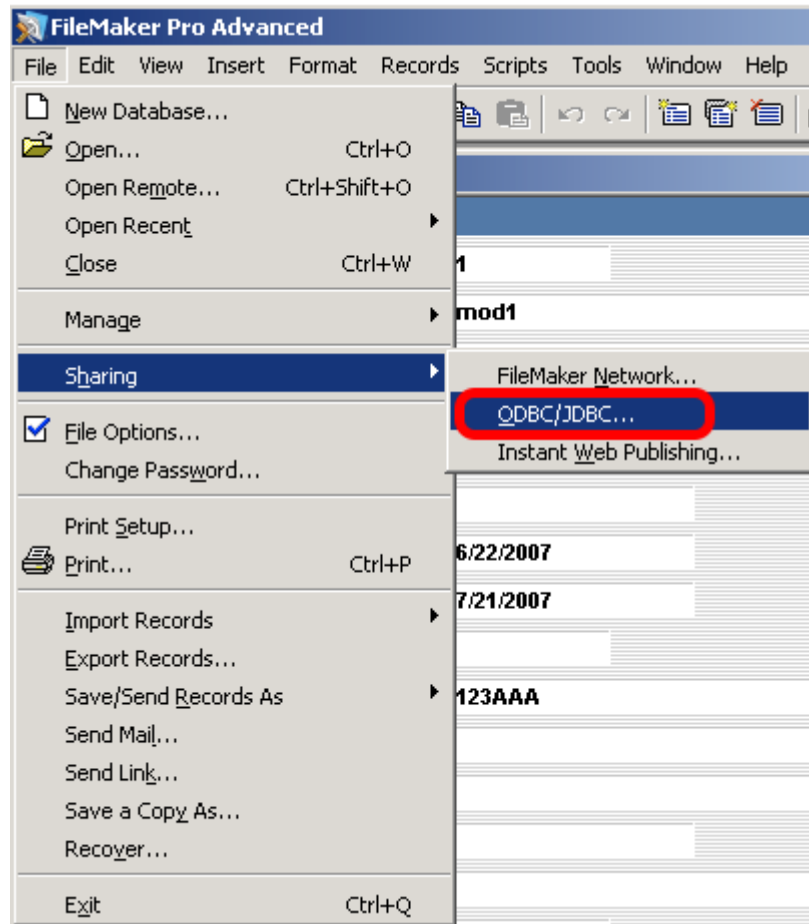 FileMaker Pro Advanced
File Edit View Insert Format Records Scripts Tools Window Help
New Database...
Open... Ctrl+O
Open Remote... Ctrl+Shift+O
Open Recent
Close Ctrl+W
1
Manage
mod1
Sharing
FileMaker Network...
ODBC/JDBC...
Instant Web Publishing...
File Options...
Change Password...
Print Setup...
Print... Ctrl+P
6/22/2007
7/21/2007
Import Records
Export Records...
Save/Send Records As
123AAA
Send Mail...
Send Link...
Save a Copy As...
Recover...
Exit Ctrl+Q